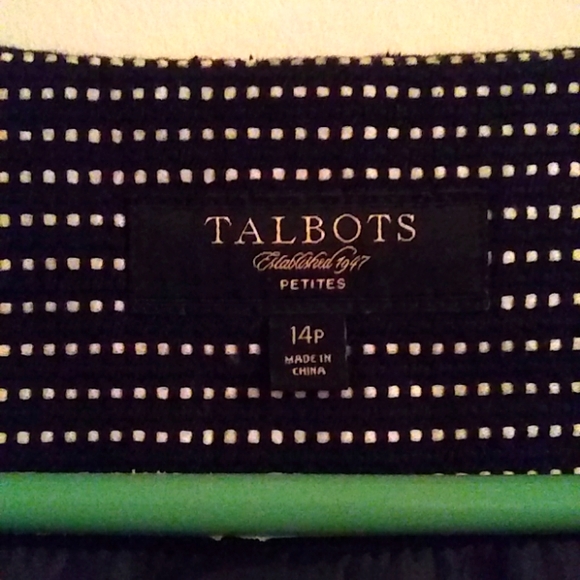 TALBOTS
Established 1947
PETITES
14P
MADE IN
CHINA